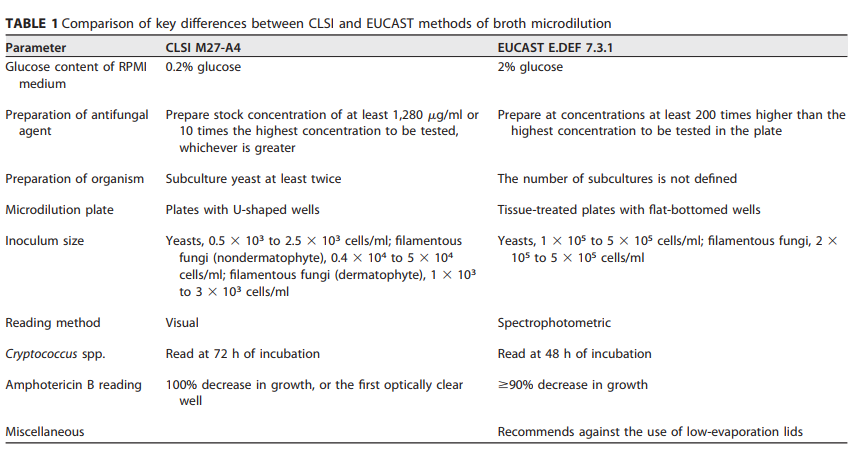 TABLE 1 Comparison of key differences between CLSI and EUCAST methods of broth microdilution
Parameter CLSI M27-A4 EUCAST E.DEF 7.3.1
Glucose content of RPMI 0.2% glucose 2% glucose
medium
Preparation of antifungal Prepare stock concentration of at least 1,280 μg/ml or Prepare at concentrations at least 200 times higher than the
agent 10 times the highest concentration to be tested, highest concentration to be tested in the plate
whichever is greater
Preparation of organism Subculture yeast at least twice The number of subcultures is not defined
Microdilution plate Plates with U-shaped wells Tissue-treated plates with flat-bottomed wells
Inoculum size Yeasts, 0.5 × 10³ to 2.5 × 10³ cells/ml; filamentous Yeasts, 1 × 10⁵ to 5 × 10⁵ cells/ml; filamentous fungi, 2 ×
fungi (nondermatophyte), 0.4 × 10⁴ to 5 × 10⁴ 10⁵ to 5 × 10⁵ cells/ml
cells/ml; filamentous fungi (dermatophyte), 1 × 10³
to 3 × 10³ cells/ml
Reading method Visual Spectrophotometric
Cryptococcus spp. Read at 72 h of incubation Read at 48 h of incubation
Amphotericin B reading 100% decrease in growth, or the first optically clear ≥90% decrease in growth
well
Miscellaneous Recommends against the use of low-evaporation lids